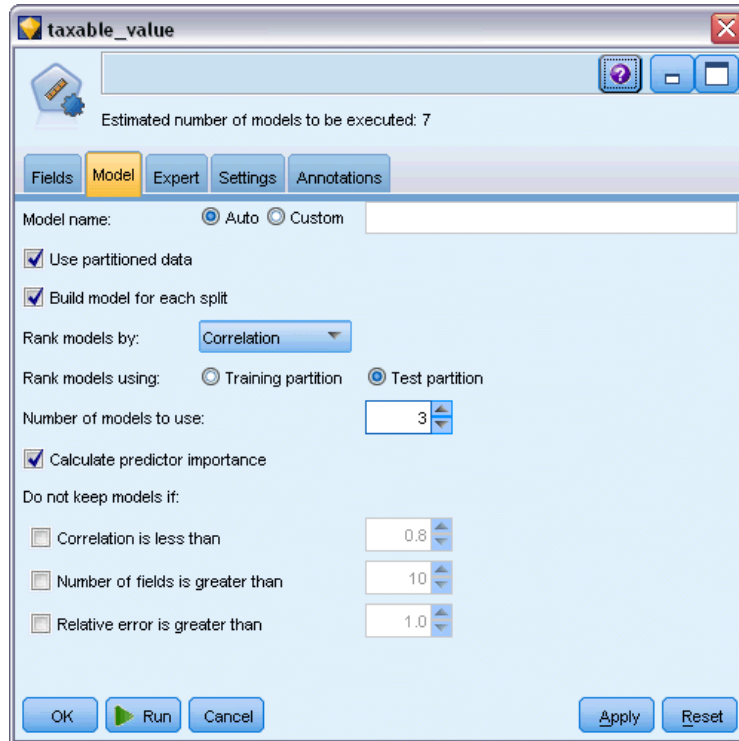 taxable_value
Estimated number of models to be executed: 7
Fields Model Expert Settings Annotations
Model name: Auto Custom
Use partitioned data
Build model for each split
Rank models by: Correlation
Rank models using: Training partition Test partition
Number of models to use: 3
Calculate predictor importance
Do not keep models if:
Correlation is less than 0.8
Number of fields is greater than 10
Relative error is greater than 1.0
OK Run Cancel Apply Reset